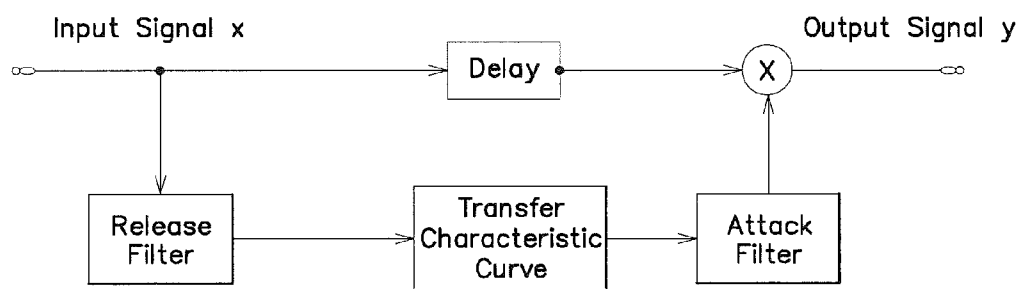 Input Signal x
Output Signal y
Delay
X
Release
Filter
Transfer
Characteristic
Curve
Attack
Filter